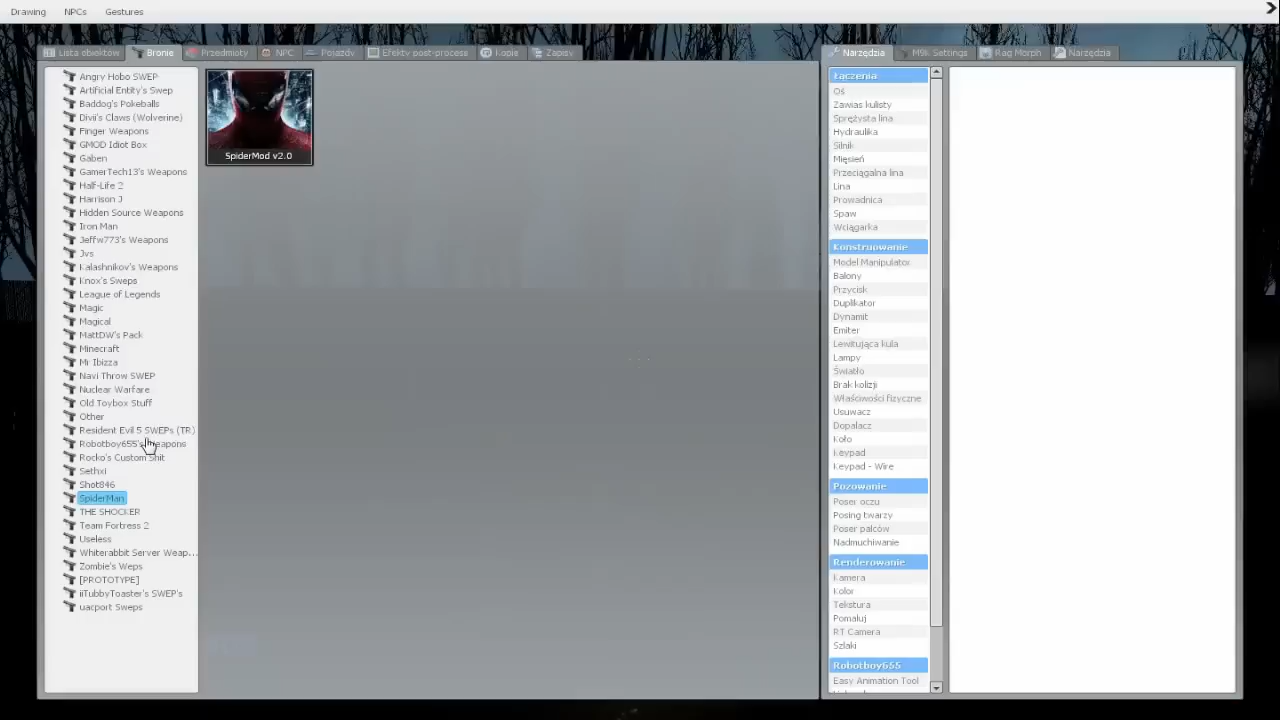 Drawing NPCs Gestures
Lista obiektów Bronie Przedmioty NPC Pojazdy Efekty post-process Kopie Zapisy
Angry Hobo SWEP
Artificial Entity's Swep
Baddog's Pokeballs
Divii's Claws (Wolverine)
Finger Weapons
GMOD Idiot Box
Gaben
GamerTech13's Weapons
Half-Life 2
Harrison J
Hidden Source Weapons
Iron Man
Jeffw773's Weapons
Jvs
Kalashnikov's Weapons
Knox's Sweps
League of Legends
Magic
Magical
MattDW's Pack
Minecraft
Mr Ibizza
Navi Throw SWEP
Nuclear Warfare
Old Toybox Stuff
Other
Resident Evil 5 SWEPs (TR)
Robotboy655's Weapons
Rocko's Custom Shit
Sethxi
Shot846
SpiderMan
THE SHOCKER
Team Fortress 2
Useless
Whiterabbit Server Weap...
Zombie's Weps
[PROTOTYPE]
iiTubbyToaster's SWEP's
uacport Sweps
SpiderMod v2.0
Narzędzia M9k Settings Rag Morph Narzędzia
Łączenia
Oś
Zawias kulisty
Sprężysta lina
Hydraulika
Silnik
Mięsień
Przeciągalna lina
Lina
Prowadnica
Spaw
Wciągarka
Konstruowanie
Model Manipulator
Balony
Przycisk
Duplikator
Dynamit
Emiter
Lewitująca kula
Lampy
Światło
Brak kolizji
Właściwości fizyczne
Usuwacz
Dopalacz
Koło
Keypad
Keypad - Wire
Pozowanie
Poser oczu
Posing twarzy
Poser palców
Nadmuchiwanie
Renderowanie
Kamera
Kolor
Tekstura
Pomaluj
RT Camera
Szlaki
Robotboy655
Easy Animation Tool